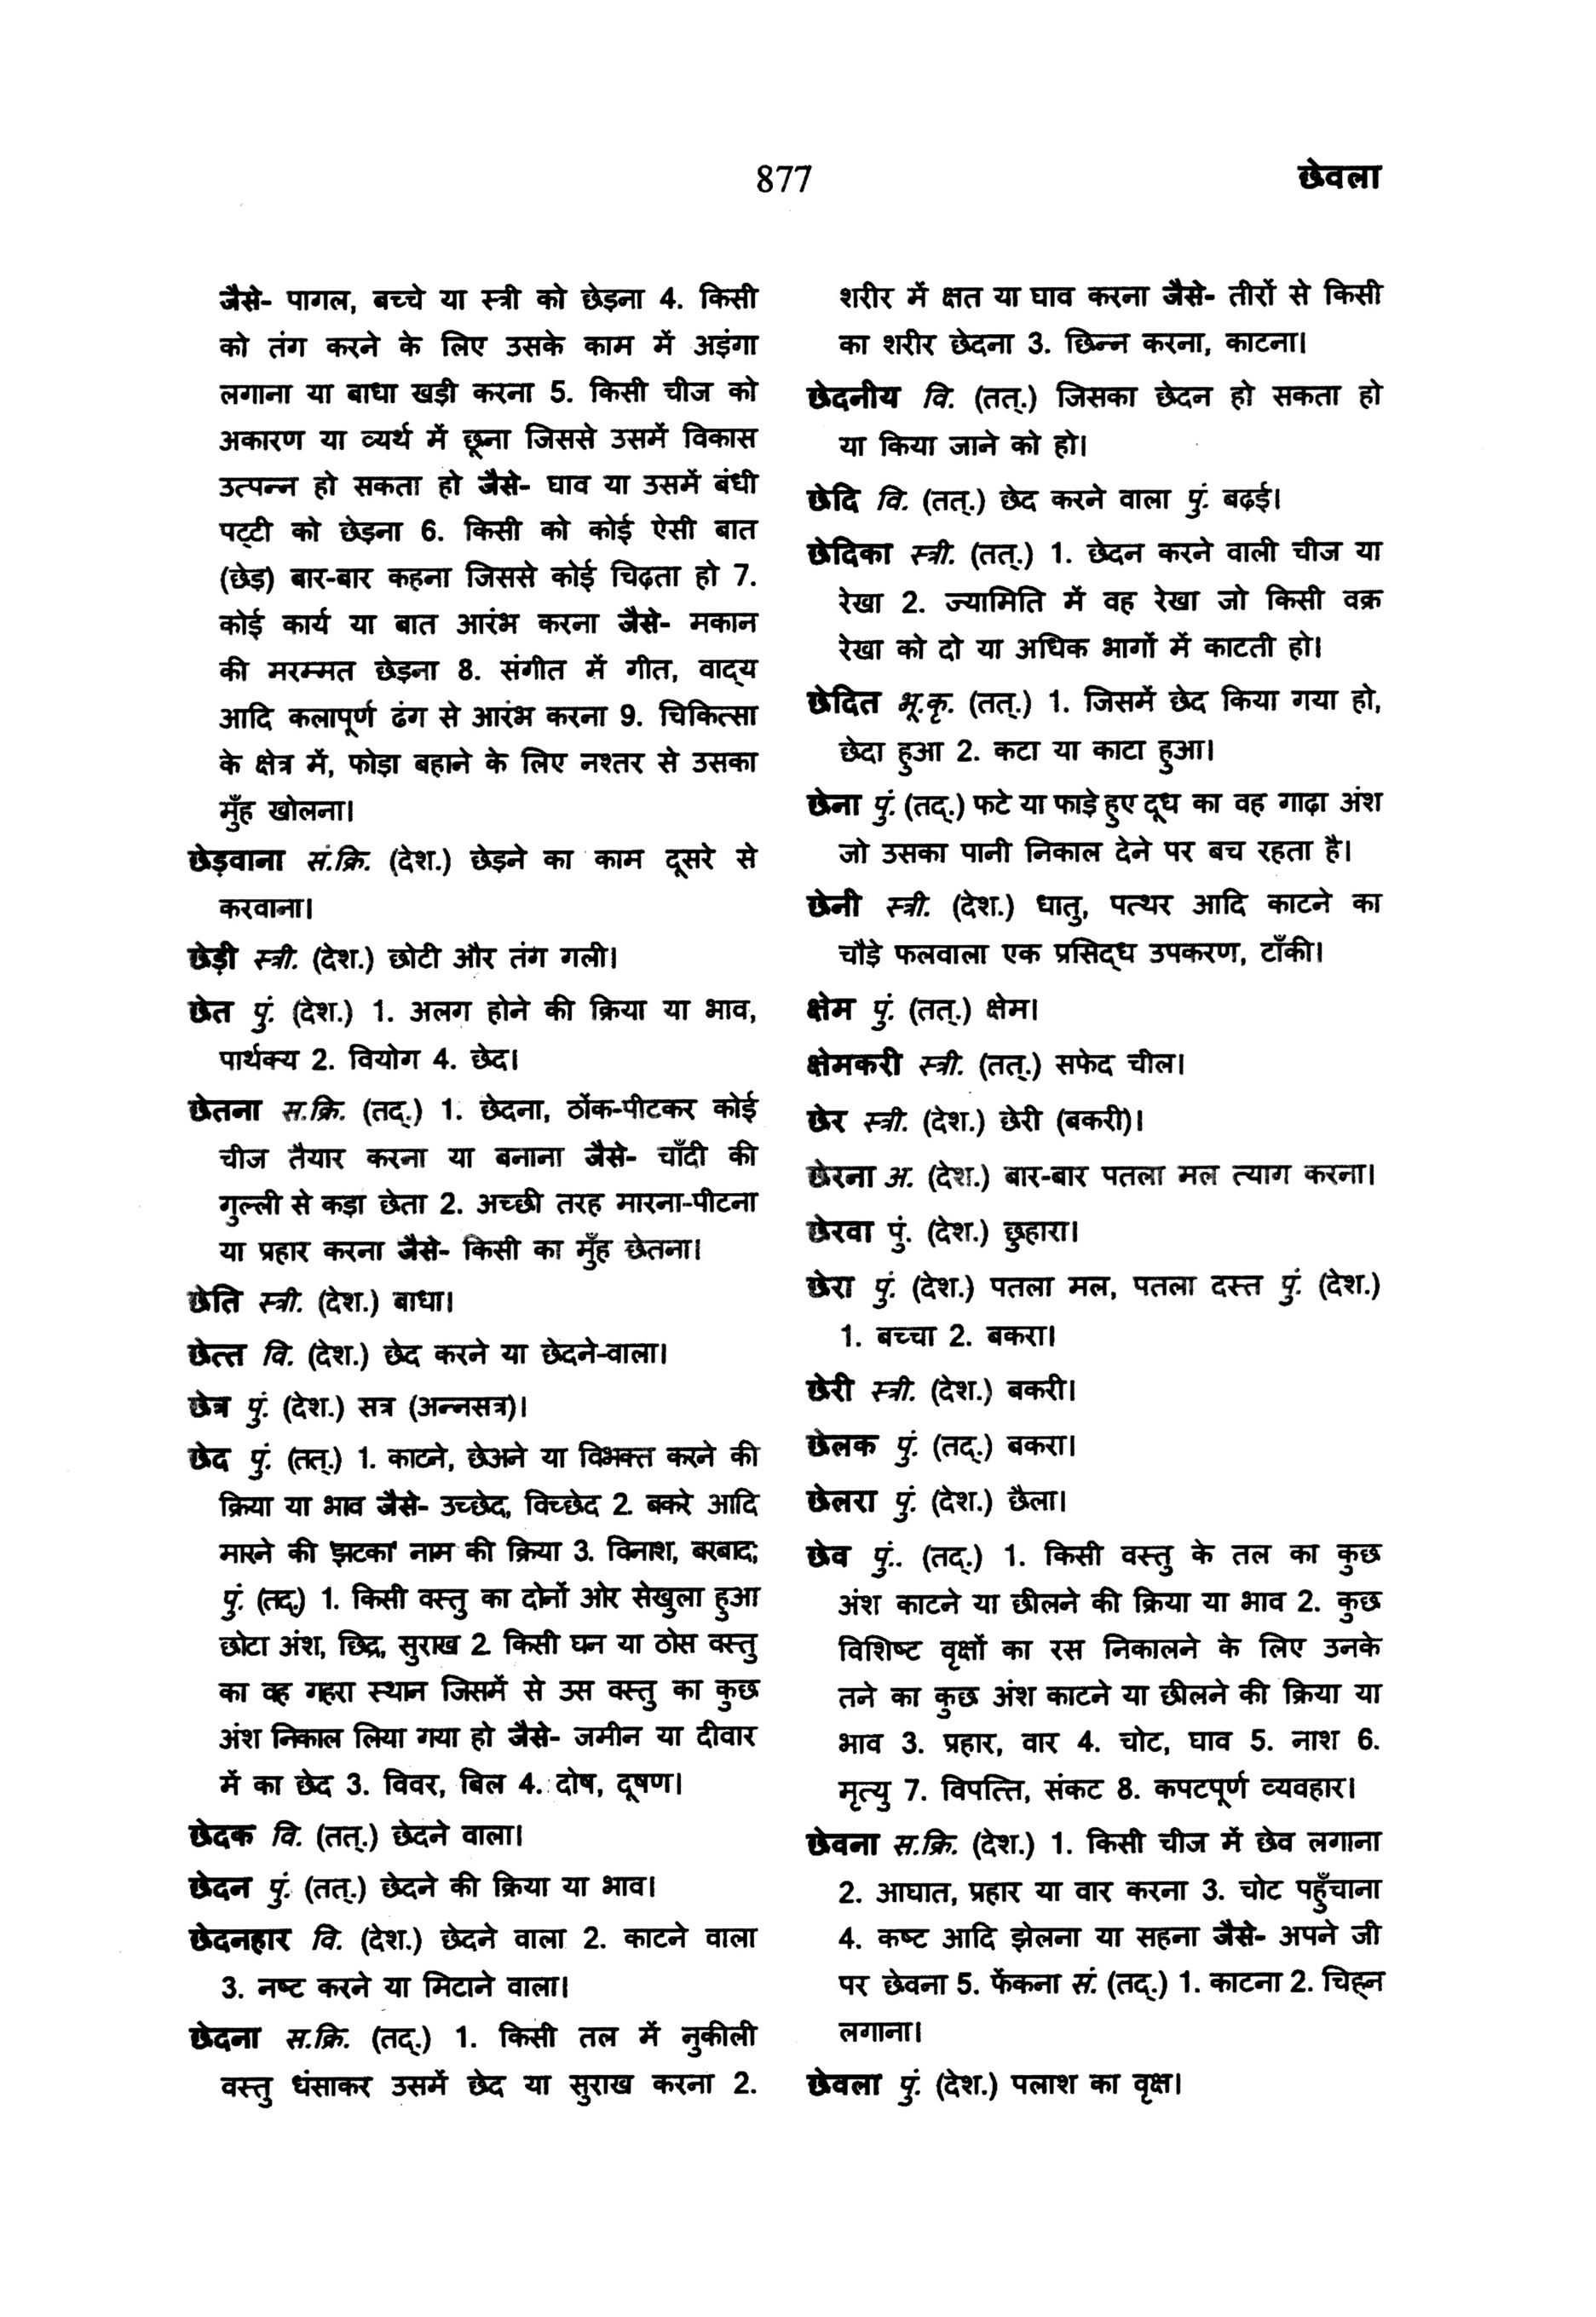 877
छेवला
जैसे- पागल, बच्चे या स्त्री को छेड़ना 4. किसी
को तंग करने के लिए उसके काम में अड़ंगा
लगाना या बाधा खड़ी करना 5. किसी चीज को
अकारण या व्यर्थ में छूना जिससे उसमें विकास
उत्पन्न हो सकता हो जैसे- घाव या उसमें बंधी
पट्टी को छेड़ना 6. किसी को कोई ऐसी बात
(छेड़) बार-बार कहना जिससे कोई चिढ़ता हो 7.
कोई कार्य या बात आरंभ करना जैसे- मकान
की मरम्मत छेड़ना 8. संगीत में गीत, वाद्य
आदि कलापूर्ण ढंग से आरंभ करना 9. चिकित्सा
के क्षेत्र में, फोड़ा बहाने के लिए नश्तर से उसका
मुँह खोलना।
छेड़वाना सं.क्रि. (देश.) छेड़ने का काम दूसरे से
करवाना।
छेड़ी स्त्री. (देश.) छोटी और तंग गली।
छेत पुं. (देश.) 1. अलग होने की क्रिया या भाव,
पार्थक्य 2. वियोग 4. छेद।
छेतना स.क्रि. (तद्.) 1. छेदना, ठोंक-पीटकर कोई
चीज तैयार करना या बनाना जैसे- चाँदी की
गुल्ली से कड़ा छेता 2. अच्छी तरह मारना-पीटना
या प्रहार करना जैसे- किसी का मुँह छेतना।
छेति स्त्री. (देश.) बाधा।
छेत्त वि. (देश.) छेद करने या छेदने-वाला।
छेत्र पुं. (देश.) सत्र (अन्नसत्र)।
छेद पुं. (तत्.) 1. काटने, छेअने या विभक्त करने की
क्रिया या भाव जैसे- उच्छेद, विच्छेद 2. बकरे आदि
मारने की 'झटका' नाम की क्रिया 3. विनाश, बरबाद;
पुं. (तद्.) 1. किसी वस्तु का दोनों ओर सेखुला हुआ
छोटा अंश, छिद्र, सुराख 2. किसी घन या ठोस वस्तु
का वह गहरा स्थान जिसमें से उस वस्तु का कुछ
अंश निकाल लिया गया हो जैसे- जमीन या दीवार
में का छेद 3. विवर, बिल 4. दोष, दूषण।
छेदक वि. (तत्.) छेदने वाला।
छेदन पुं. (तत्.) छेदने की क्रिया या भाव।
छेदनहार वि. (देश.) छेदने वाला 2. काटने वाला
3. नष्ट करने या मिटाने वाला।
छेदना स.क्रि. (तद्.) 1. किसी तल में नुकीली
वस्तु धंसाकर उसमें छेद या सुराख करना 2.
शरीर में क्षत या घाव करना जैसे- तीरों से किसी
का शरीर छेदना 3. छिन्न करना, काटना।
छेदनीय वि. (तत्.) जिसका छेदन हो सकता हो
या किया जाने को हो।
छेदि वि. (तत्.) छेद करने वाला पुं. बढ़ई।
छेदिका स्त्री. (तत्.) 1. छेदन करने वाली चीज या
रेखा 2. ज्यामिति में वह रेखा जो किसी वक्र
रेखा को दो या अधिक भागों में काटती हो।
छेदित भू.कृ. (तत्.) 1. जिसमें छेद किया गया हो,
छेदा हुआ 2. कटा या काटा हुआ।
छेना पुं. (तद्.) फटे या फाड़े हुए दूध का वह गाढ़ा अंश
जो उसका पानी निकाल देने पर बच रहता है।
छेनी स्त्री. (देश.) धातु, पत्थर आदि काटने का
चौड़े फलवाला एक प्रसिद्ध उपकरण, टाँकी।
क्षेम पुं. (तत्.) क्षेम।
क्षेमकरी स्त्री. (तत्.) सफेद चील।
छेर स्त्री. (देश.) छेरी (बकरी)।
छेरना अ. (देश.) बार-बार पतला मल त्याग करना।
छेरवा पुं. (देश.) छुहारा।
छेरा पुं. (देश.) पतला मल, पतला दस्त पुं. (देश.)
1. बच्चा 2. बकरा।
छेरी स्त्री. (देश.) बकरी।
छेलक पुं. (तद्.) बकरा।
छेलरा पुं. (देश.) छैला।
छेव पुं.. (तद्.) 1. किसी वस्तु के तल का कुछ
अंश काटने या छीलने की क्रिया या भाव 2. कुछ
विशिष्ट वृक्षों का रस निकालने के लिए उनके
तने का कुछ अंश काटने या छीलने की क्रिया या
भाव 3. प्रहार, वार 4. चोट, घाव 5. नाश 6.
मृत्यु 7. विपत्ति, संकट 8. कपटपूर्ण व्यवहार।
छेवना स.क्रि. (देश.) 1. किसी चीज में छेव लगाना
2. आघात, प्रहार या वार करना 3. चोट पहुँचाना
4. कष्ट आदि झेलना या सहना जैसे- अपने जी
पर छेवना 5. फेंकना सं. (तद्.) 1. काटना 2. चिह्न
लगाना।
छेवला पुं. (देश.) पलाश का वृक्ष।